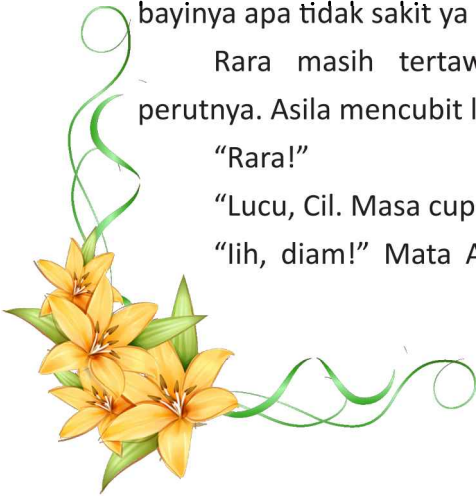 bayinya apa tidak sakit ya
Rara masih tertaw
perutnya. Asila mencubit l
“Rara!”
“Lucu, Cil. Masa cup
“Iih, diam!” Mata A